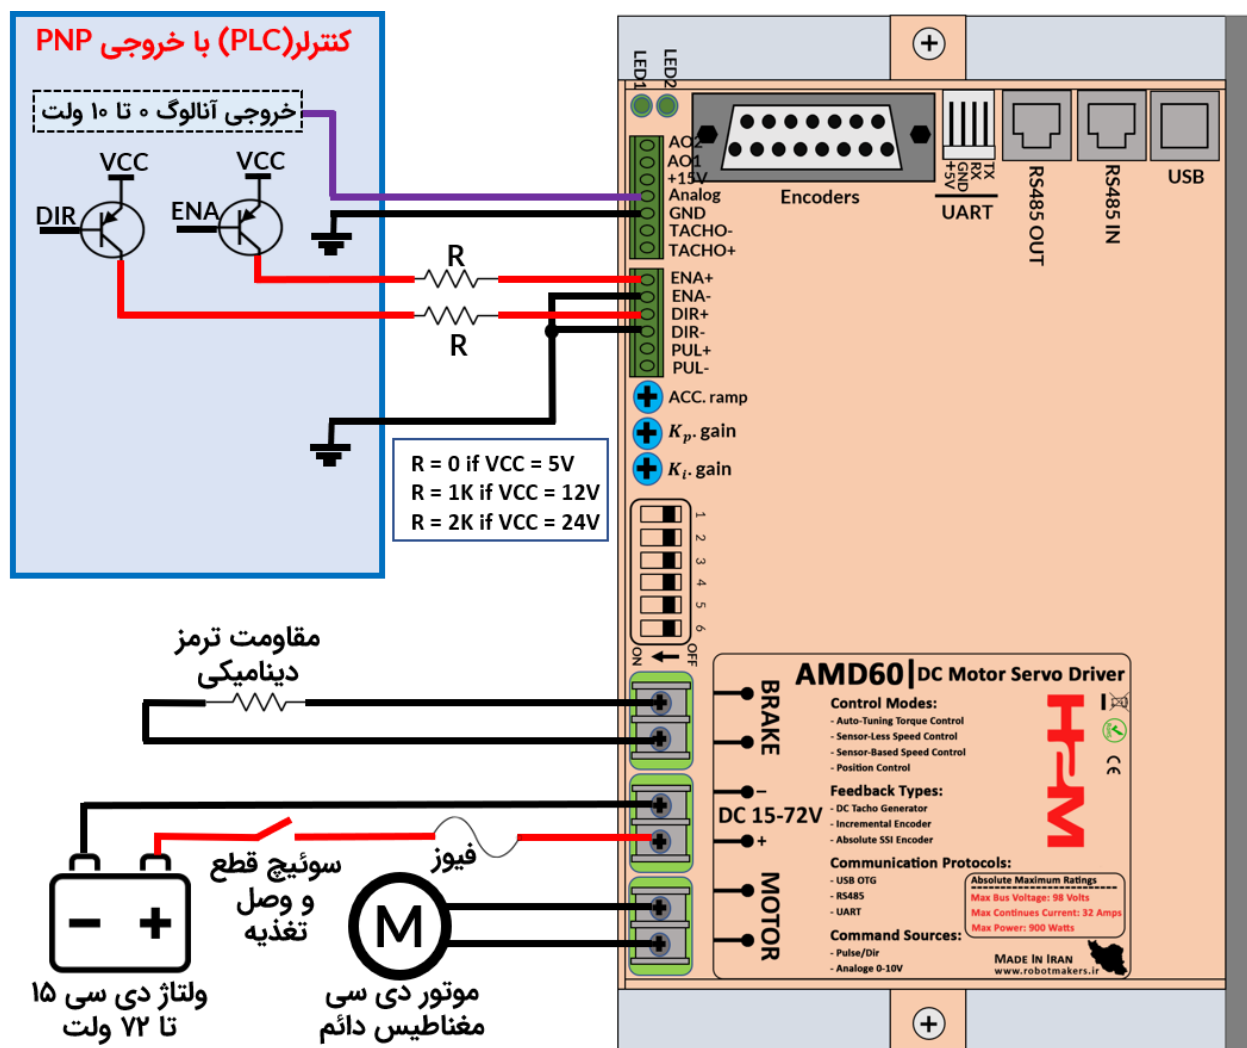 کنترلر(PLC) با خروجی PNP
خروجی آنالوگ ۰ تا ۱۰ ولت
VCC
VCC
DIR
ENA
R
R
R = 0 if VCC = 5V
R = 1K if VCC = 12V
R = 2K if VCC = 24V
مقاومت ترمز
دینامیکی
سوئیچ قطع
و وصل
تغذیه
فیوز
ولتاژ دی سی ۱۵
تا ۷۲ ولت
M
موتور دی سی
مغناطیس دائم
LED1
LED2
AO2
AO1
+15V
Analog
GND
TACHO-
TACHO+
ENA+
ENA-
DIR+
DIR-
PUL+
PUL-
ACC. ramp
Kp. gain
Ki. gain
1
2
3
4
5
6
ON
OFF
Encoders
+5V
GND
RX
TX
UART
RS485 OUT
RS485 IN
USB
BRAKE
−
DC 15-72V
+
MOTOR
AMD60
DC Motor Servo Driver
Control Modes:
- Auto-Tuning Torque Control
- Sensor-Less Speed Control
- Sensor-Based Speed Control
- Position Control
Feedback Types:
- DC Tacho Generator
- Incremental Encoder
- Absolute SSI Encoder
Communication Protocols:
- USB OTG
- RS485
- UART
Command Sources:
- Pulse/Dir
- Analoge 0-10V
Absolute Maximum Ratings
Max Bus Voltage: 98 Volts
Max Continues Current: 32 Amps
Max Power: 900 Watts
CE
MADE IN IRAN
www.robotmakers.ir